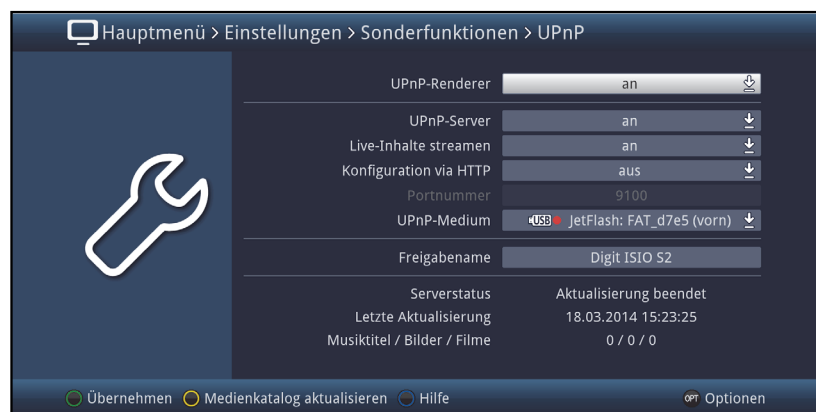 Hauptmenü > Einstellungen > Sonderfunktionen > UPnP
UPnP-Renderer an
UPnP-Server an
Live-Inhalte streamen an
Konfiguration via HTTP aus
Portnummer 9100
UPnP-Medium USB JetFlash: FAT_d7e5 (vorn)
Freigabename Digit ISIO S2
Serverstatus Aktualisierung beendet
Letzte Aktualisierung 18.03.2014 15:23:25
Musiktitel / Bilder / Filme 0 / 0 / 0
Übernehmen Medienkatalog aktualisieren Hilfe OPT Optionen